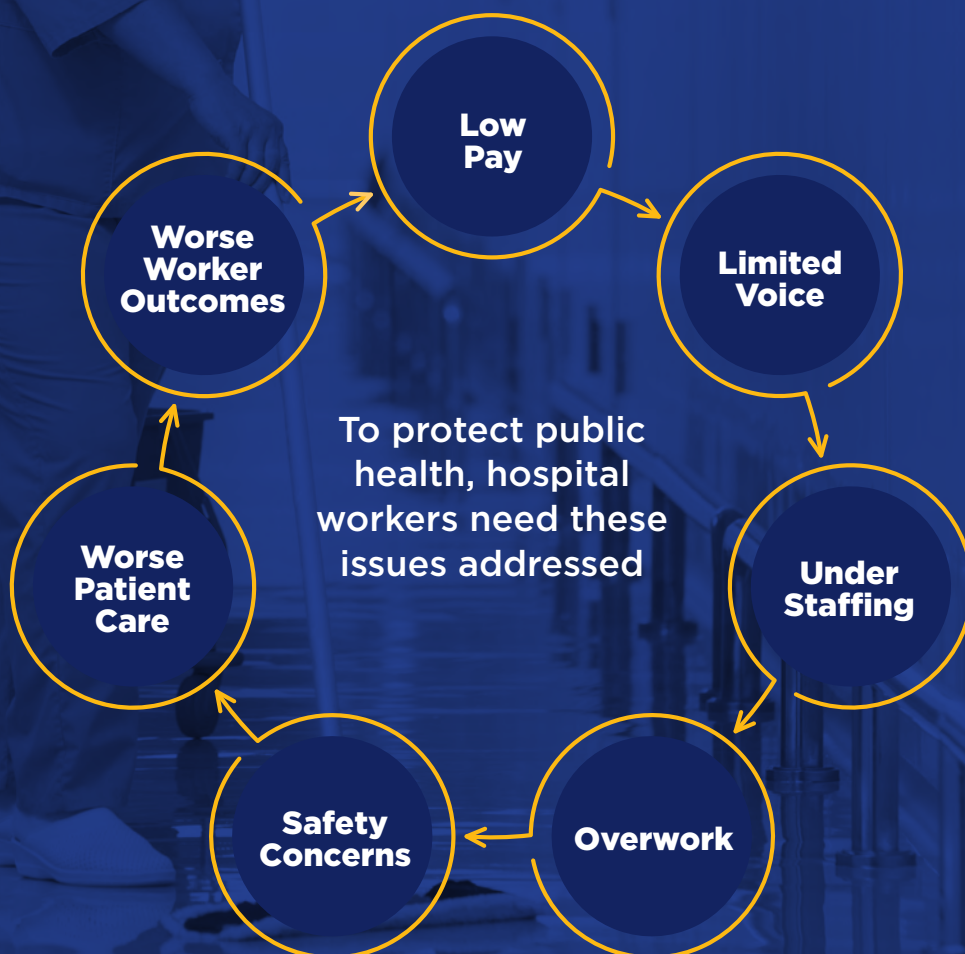 Low
Pay
Limited
Voice
Under
Staffing
Overwork
Safety
Concerns
Worse
Patient
Care
Worse
Worker
Outcomes
To protect public
health, hospital
workers need these
issues addressed